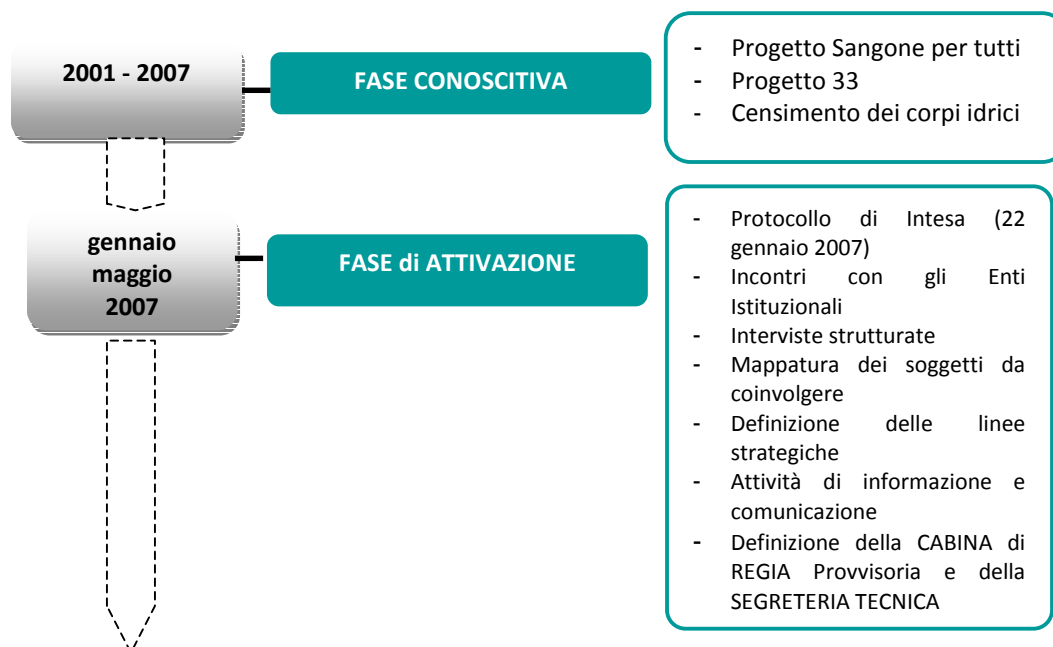 2001 - 2007
FASE CONOSCITIVA
- Progetto Sangone per tutti
- Progetto 33
- Censimento dei corpi idrici
gennaio
maggio
2007
FASE di ATTIVAZIONE
- Protocollo di Intesa (22
gennaio 2007)
- Incontri con gli Enti
Istituzionali
- Interviste strutturate
- Mappatura dei soggetti da
coinvolgere
- Definizione delle linee
strategiche
- Attività di informazione e
comunicazione
- Definizione della CABINA di
REGIA Provvisoria e della
SEGRETERIA TECNICA